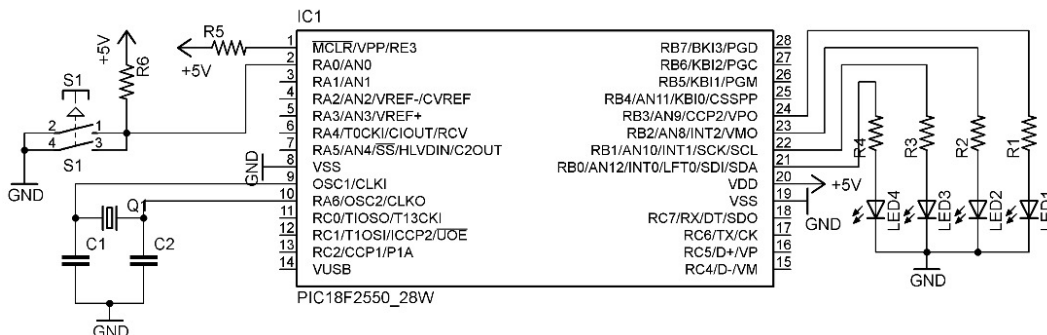 IC1
+5V
R6
S1
2 1
4 3
S1
GND
R5
+5V
1 MCLR/VPP/RE3
2 RA0/AN0
3 RA1/AN1
4 RA2/AN2/VREF-/CVREF
5 RA3/AN3/VREF+
6 RA4/T0CKI/CIOUT/RCV
7 RA5/AN4/SS/HLVDIN/C2OUT
8 VSS
9 OSC1/CLKI
10 RA6/OSC2/CLKO
11 RC0/TIOSO/T13CKI
12 RC1/T1OSI/ICCP2/UOE
13 RC2/CCP1/P1A
14 VUSB
GND
Q1
C1 C2
GND
RB7/BKI3/PGD 28
RB6/KBI2/PGC 27
RB5/KBI1/PGM 26
RB4/AN11/KBI0/CSSPP 25
RB3/AN9/CCP2/VPO 24
RB2/AN8/INT2/VMO 23
RB1/AN10/INT1/SCK/SCL 22
RB0/AN12/INT0/LFT0/SDI/SDA 21
VDD 20
VSS 19
RC7/RX/DT/SDO 18
RC6/TX/CK 17
RC5/D+/VP 16
RC4/D-/VM 15
+5V
GND
R4 R3 R2 R1
LED4 LED3 LED2 LED1
GND
PIC18F2550_28W